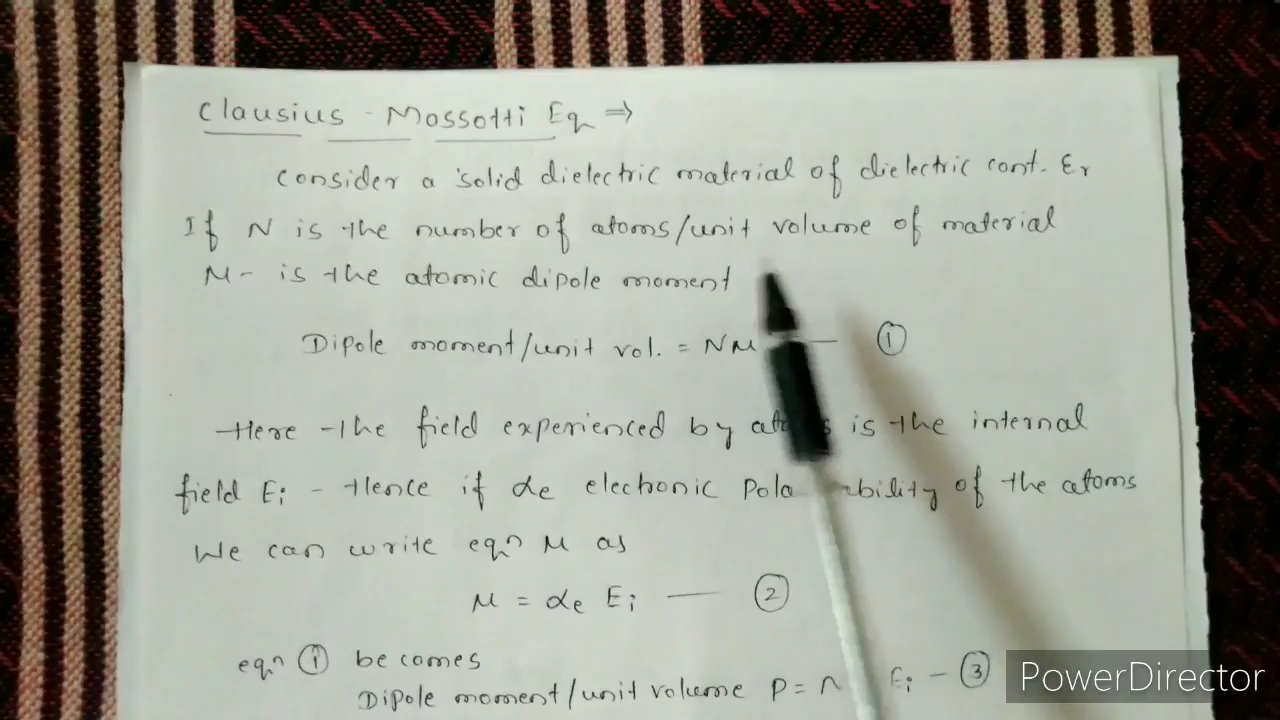 Clausius - Mossotti Eq ⇒
Consider a solid dielectric material of dielectric cont. εr
If N is the number of atoms/unit volume of material
μ - is the atomic dipole moment
Dipole moment/unit vol. = Nμ — ①
Here the field experienced by is the internal
field Ei - Hence if αe electronic of the atoms
We can write eqn μ as
μ = αe Ei — ②
eqn ① becomes
Dipole moment/unit volume P = Ei - ③
PowerDirector